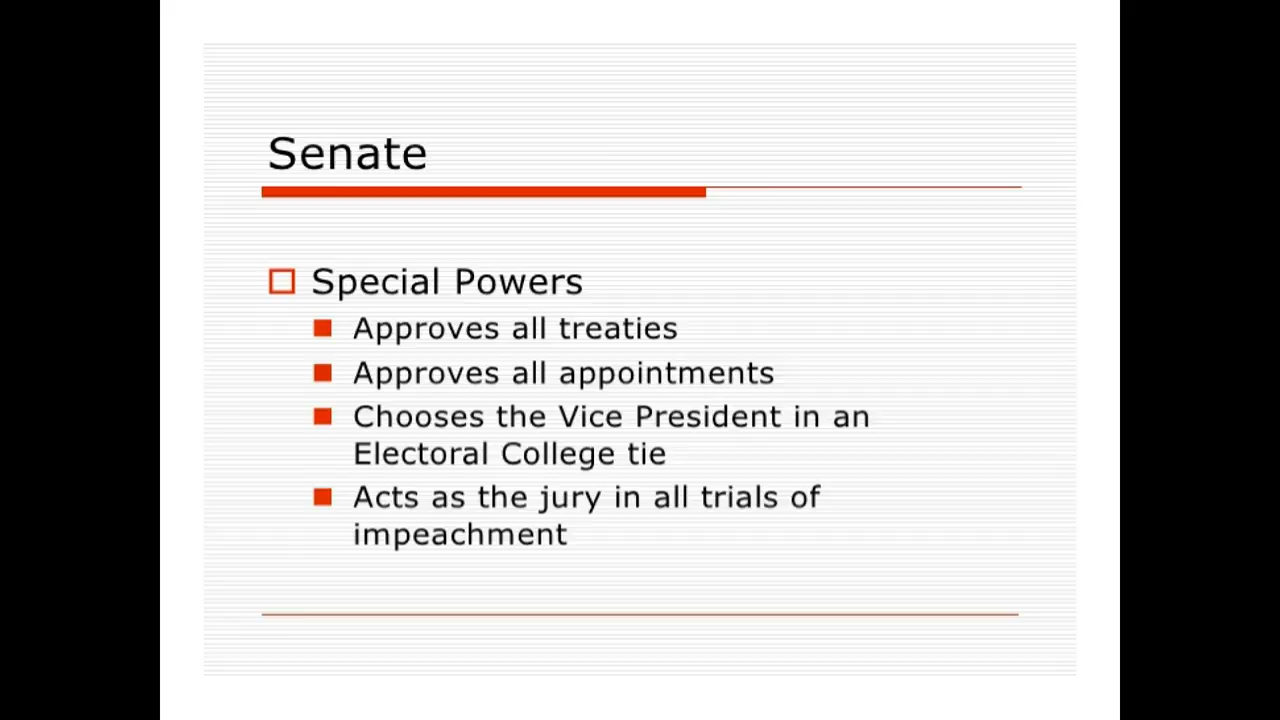 Senate
Special Powers
Approves all treaties
Approves all appointments
Chooses the Vice President in an
Electoral College tie
Acts as the jury in all trials of
impeachment